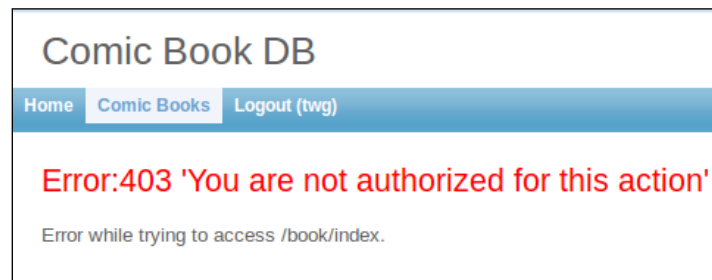 Comic Book DB
Home Comic Books Logout (twg)
Error:403 'You are not authorized for this action'
Error while trying to access /book/index.